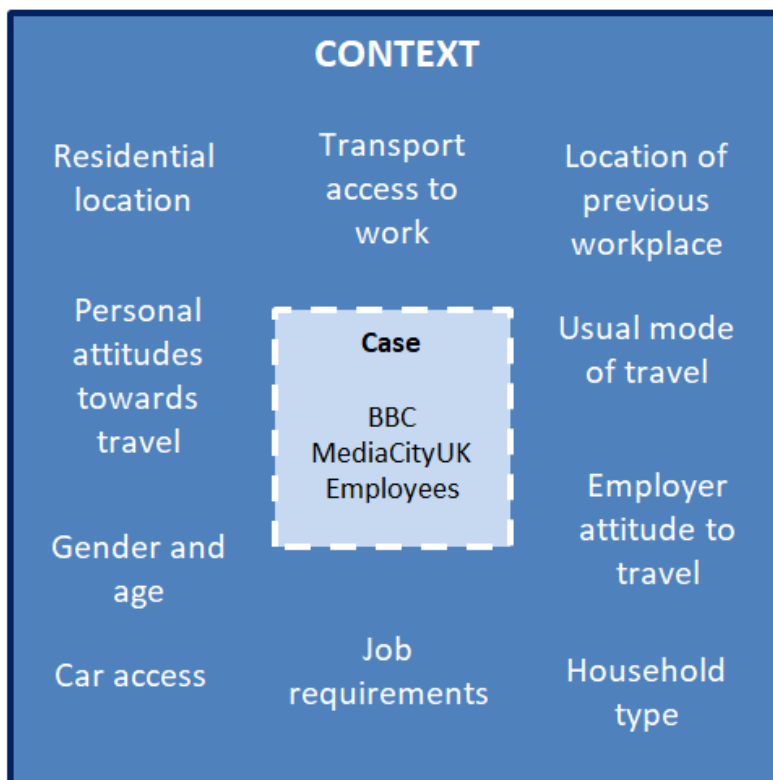 CONTEXT
Residential
location
Transport
access to
work
Location of
previous
workplace
Personal
attitudes
towards
travel
Case
BBC
MediaCityUK
Employees
Usual mode
of travel
Gender and
age
Employer
attitude to
travel
Car access
Job
requirements
Household
type